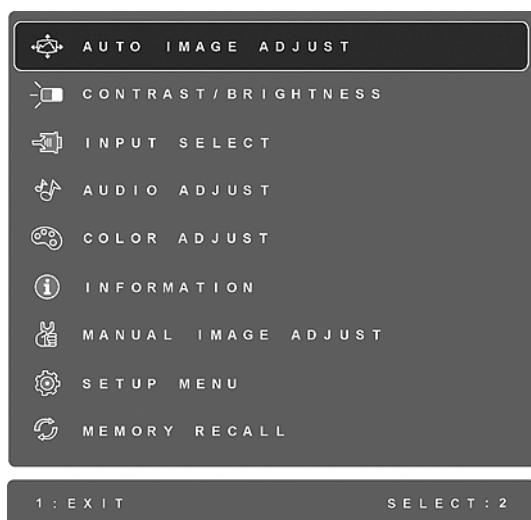 AUTO IMAGE ADJUST
CONTRAST/BRIGHTNESS
INPUT SELECT
AUDIO ADJUST
COLOR ADJUST
INFORMATION
MANUAL IMAGE ADJUST
SETUP MENU
MEMORY RECALL
1:EXIT SELECT:2